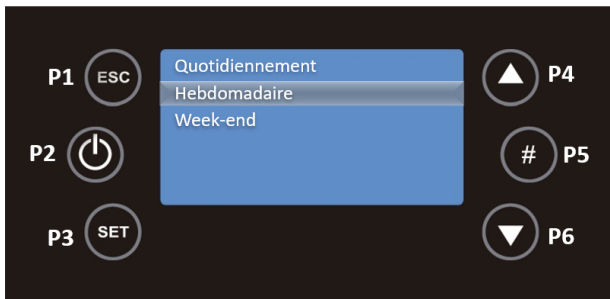 P1 ESC
P2
P3 SET
Quotidiennement
Hebdomadaire
Week-end
P4
# P5
P6